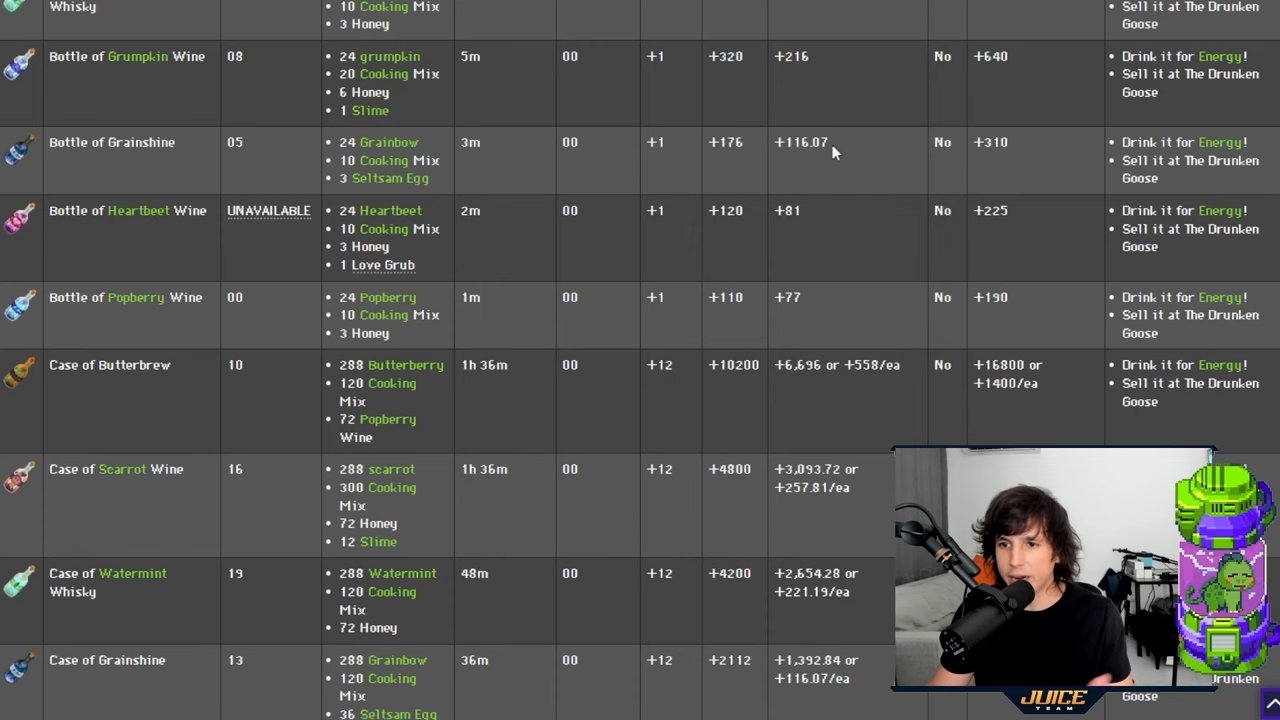 Whisky
• 10 Cooking Mix
• 3 Honey
• Sell it at The Drunken
Goose
Bottle of Grumpkin Wine 08 • 24 grumpkin 5m 00 +1 +320 +216 No +640 • Drink it for Energy!
• 20 Cooking Mix • Sell it at The Drunken
• 6 Honey Goose
• 1 Slime
Bottle of Grainshine 05 • 24 Grainbow 3m 00 +1 +176 +116.07 No +310 • Drink it for Energy!
• 10 Cooking Mix • Sell it at The Drunken
• 3 Seltsam Egg Goose
Bottle of Heartbeet Wine UNAVAILABLE • 24 Heartbeet 2m 00 +1 +120 +81 No +225 • Drink it for Energy!
• 10 Cooking Mix • Sell it at The Drunken
• 3 Honey Goose
• 1 Love Grub
Bottle of Popberry Wine 00 • 24 Popberry 1m 00 +1 +110 +77 No +190 • Drink it for Energy!
• 10 Cooking Mix • Sell it at The Drunken
• 3 Honey Goose
Case of Butterbrew 10 • 288 Butterberry 1h 36m 00 +12 +10200 +6,696 or +558/ea No +16800 or • Drink it for Energy!
• 120 Cooking +1400/ea • Sell it at The Drunken
Mix Goose
• 72 Popberry
Wine
Case of Scarrot Wine 16 • 288 scarrot 1h 36m 00 +12 +4800 +3,093.72 or
• 300 Cooking +257.81/ea
Mix
• 72 Honey
• 12 Slime
Case of Watermint 19 • 288 Watermint 48m 00 +12 +4200 +2,654.28 or
Whisky • 120 Cooking +221.19/ea
Mix
• 72 Honey
Case of Grainshine 13 • 288 Grainbow 36m 00 +12 +2112 +1,392.84 or
• 120 Cooking +116.07/ea
Mix
• 36 Seltsam Egg
Drunken
Goose
JUICE
TEAM